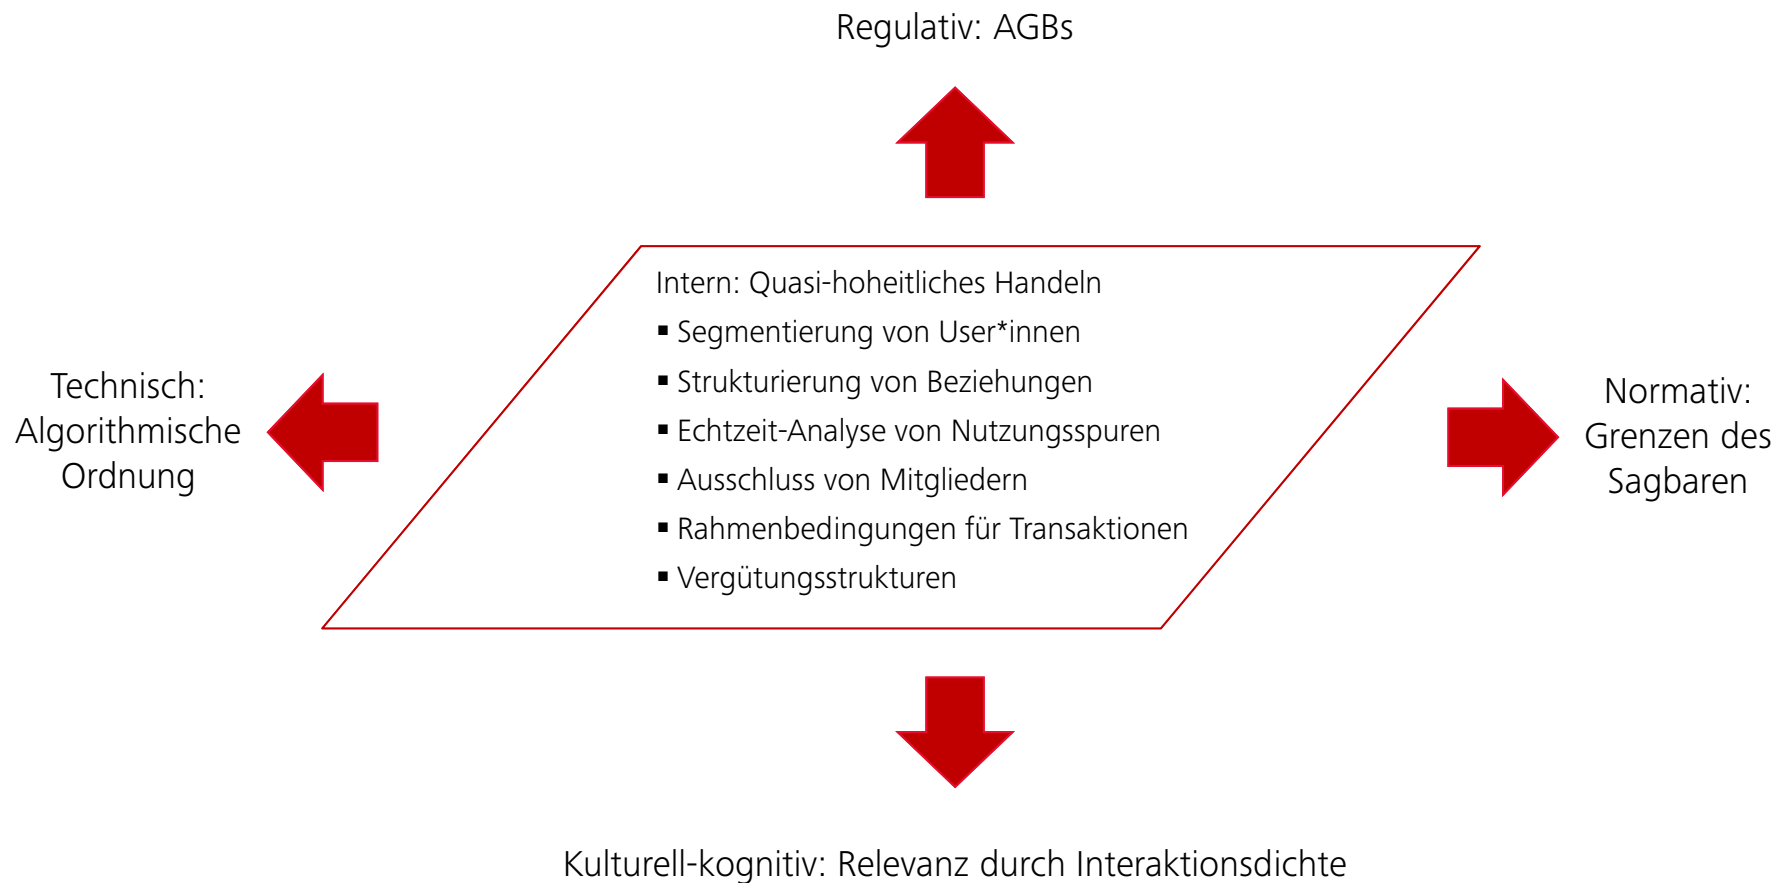 Regulativ: AGBs
Intern: Quasi-hoheitliches Handeln
▪ Segmentierung von User*innen
▪ Strukturierung von Beziehungen
▪ Echtzeit-Analyse von Nutzungsspuren
▪ Ausschluss von Mitgliedern
▪ Rahmenbedingungen für Transaktionen
▪ Vergütungsstrukturen
Technisch:
Algorithmische
Ordnung
Normativ:
Grenzen des
Sagbaren
Kulturell-kognitiv: Relevanz durch Interaktionsdichte